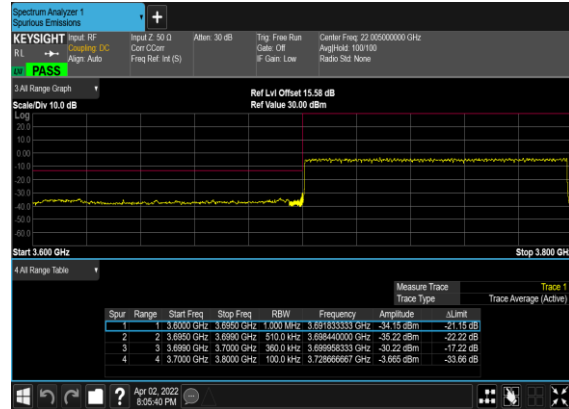 Spectrum Analyzer 1
Spurious Emissions
KEYSIGHT Input: RF Input Z: 50 Ω Atten: 30 dB Trig: Free Run Center Freq: 22.005000000 GHz
RL Coupling: DC Corr CCorr Gate: Off Avg|Hold: 100/100
Align: Auto Freq Ref: Int (S) IF Gain: Low Radio Std: None
LM PASS
3 All Range Graph
Ref Lvl Offset 15.58 dB
Scale/Div 10.0 dB Ref Value 30.00 dBm
Log
20.0
10.0
0.00
-10.0
-20.0
-30.0
-40.0
-50.0
-60.0
Start 3.600 GHz Stop 3.800 GH
4 All Range Table
Measure Trace Trace 1
Trace Type Trace Average (Active)
Spur Range Start Freq Stop Freq RBW Frequency Amplitude ΔLimit
1 1 3.6000 GHz 3.6950 GHz 1.000 MHz 3.691833333 GHz -34.15 dBm -21.15 dB
2 2 3.6950 GHz 3.6990 GHz 510.0 kHz 3.698440000 GHz -35.22 dBm -22.22 dB
3 3 3.6990 GHz 3.7000 GHz 360.0 kHz 3.699958333 GHz -30.22 dBm -17.22 dB
4 4 3.7000 GHz 3.8000 GHz 100.0 kHz 3.728666667 GHz -3.665 dBm -33.66 dB
? Apr 02, 2022
8:05:40 PM